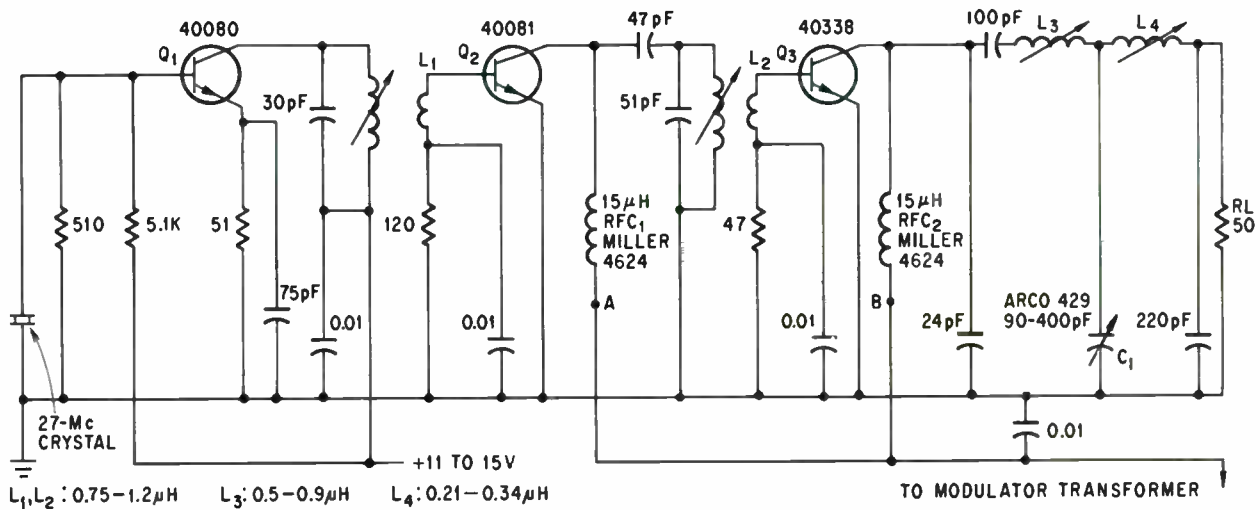 40080
Q1
40081
L1
Q2
47pF
40338
L2
Q3
100pF
L3
L4
30pF
51pF
510
5.1K
51
120
15µH
RFC1
MILLER
4624
47
15µH
RFC2
MILLER
4624
RL
50
75pF
0.01
0.01
A
0.01
B
24pF
ARCO 429
90-400pF
C1
220pF
27-Mc
CRYSTAL
0.01
+11 TO 15V
L1,L2: 0.75-1.2µH L3: 0.5-0.9µH L4: 0.21-0.34µH
TO MODULATOR TRANSFORMER